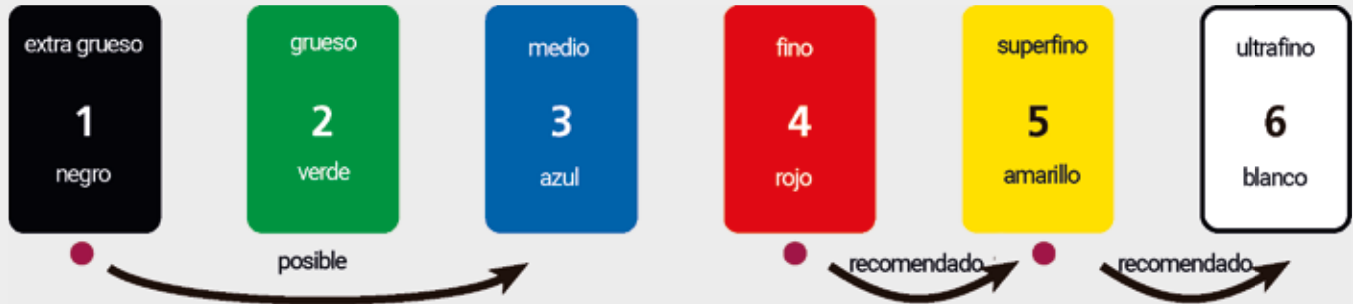 extra grueso
1
negro
grueso
2
verde
medio
3
azul
fino
4
rojo
superfino
5
amarillo
ultrafino
6
blanco
posible
recomendado
recomendado